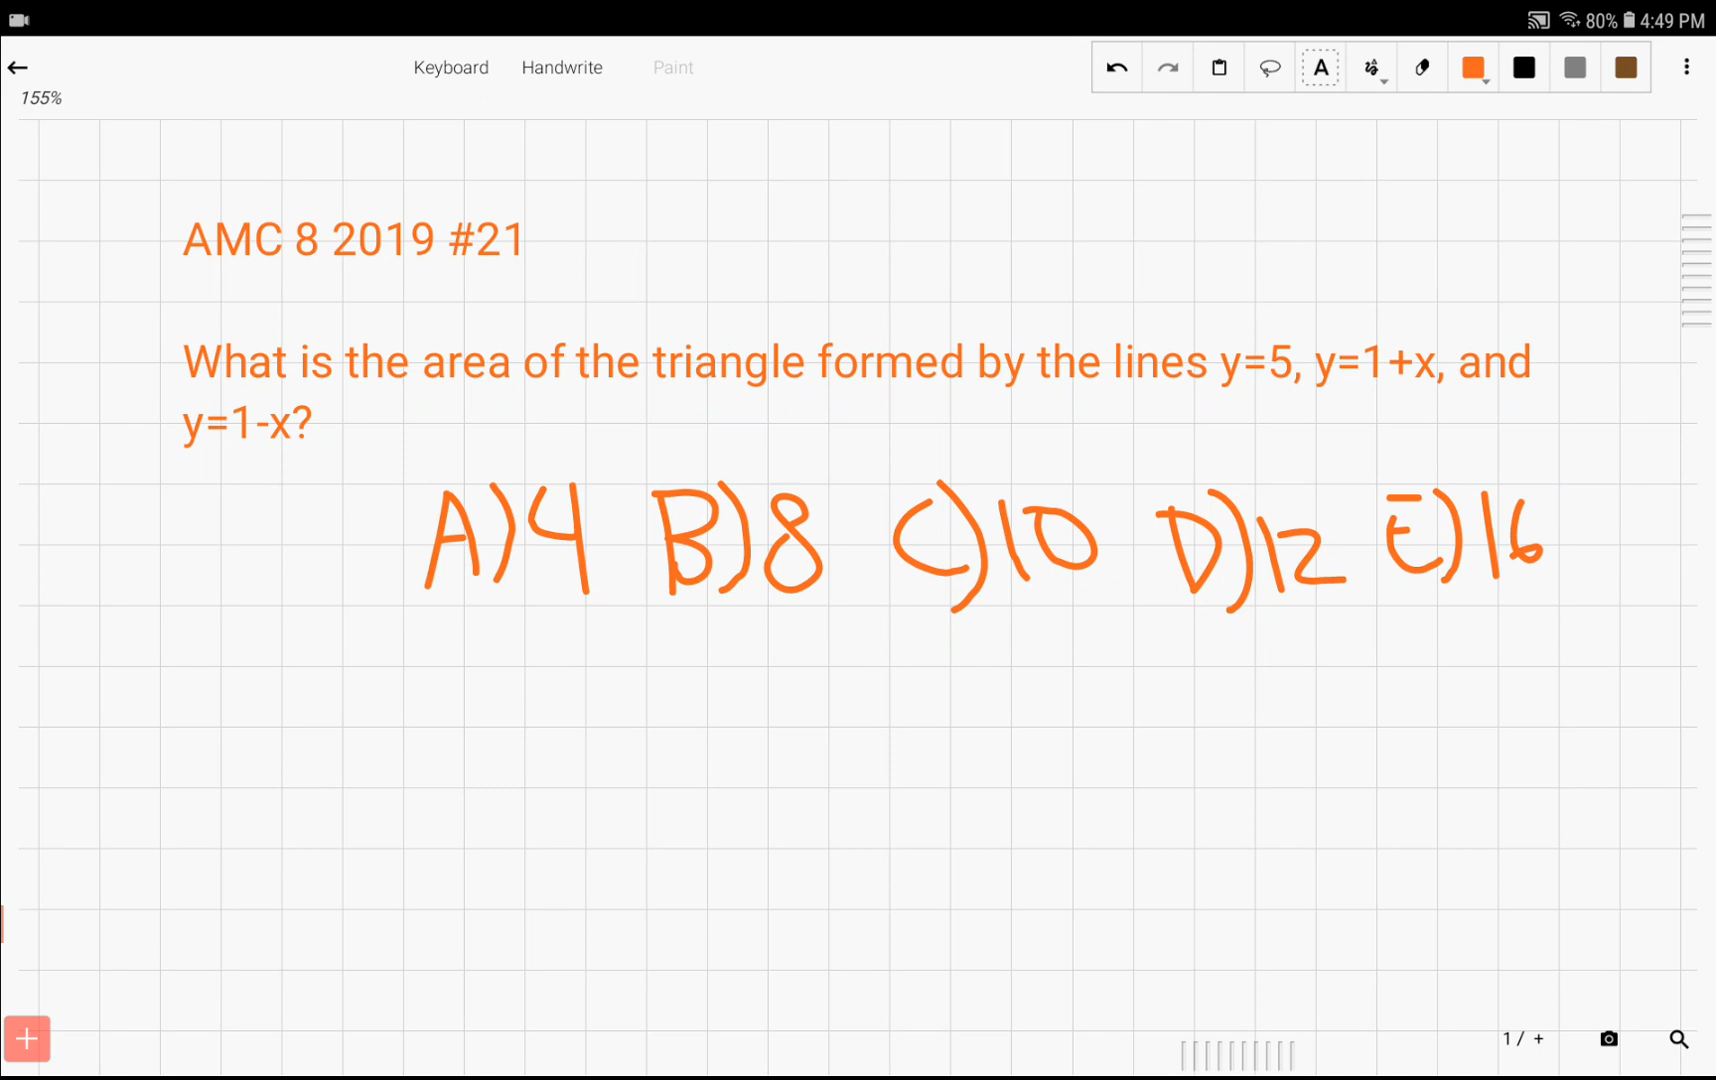 80% 4:49 PM
Keyboard Handwrite Paint A
155%
AMC 8 2019 #21
What is the area of the triangle formed by the lines y=5, y=1+x, and
y=1-x?
A)4 B)8 C)10 D)12 E)16
1 / +